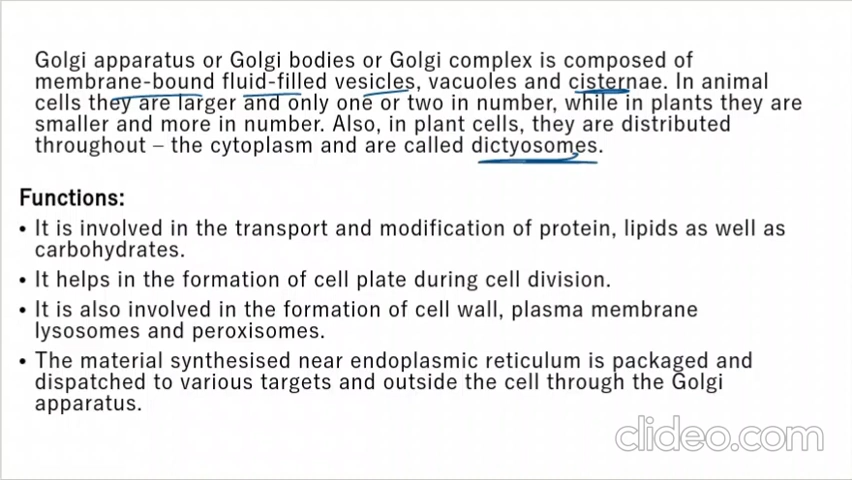 Golgi apparatus or Golgi bodies or Golgi complex is composed of
membrane-bound fluid-filled vesicles, vacuoles and cisternae. In animal
cells they are larger and only one or two in number, while in plants they are
smaller and more in number. Also, in plant cells, they are distributed
throughout – the cytoplasm and are called dictyosomes.
Functions:
• It is involved in the transport and modification of protein, lipids as well as
carbohydrates.
• It helps in the formation of cell plate during cell division.
• It is also involved in the formation of cell wall, plasma membrane
lysosomes and peroxisomes.
• The material synthesised near endoplasmic reticulum is packaged and
dispatched to various targets and outside the cell through the Golgi
apparatus.
clideo.com